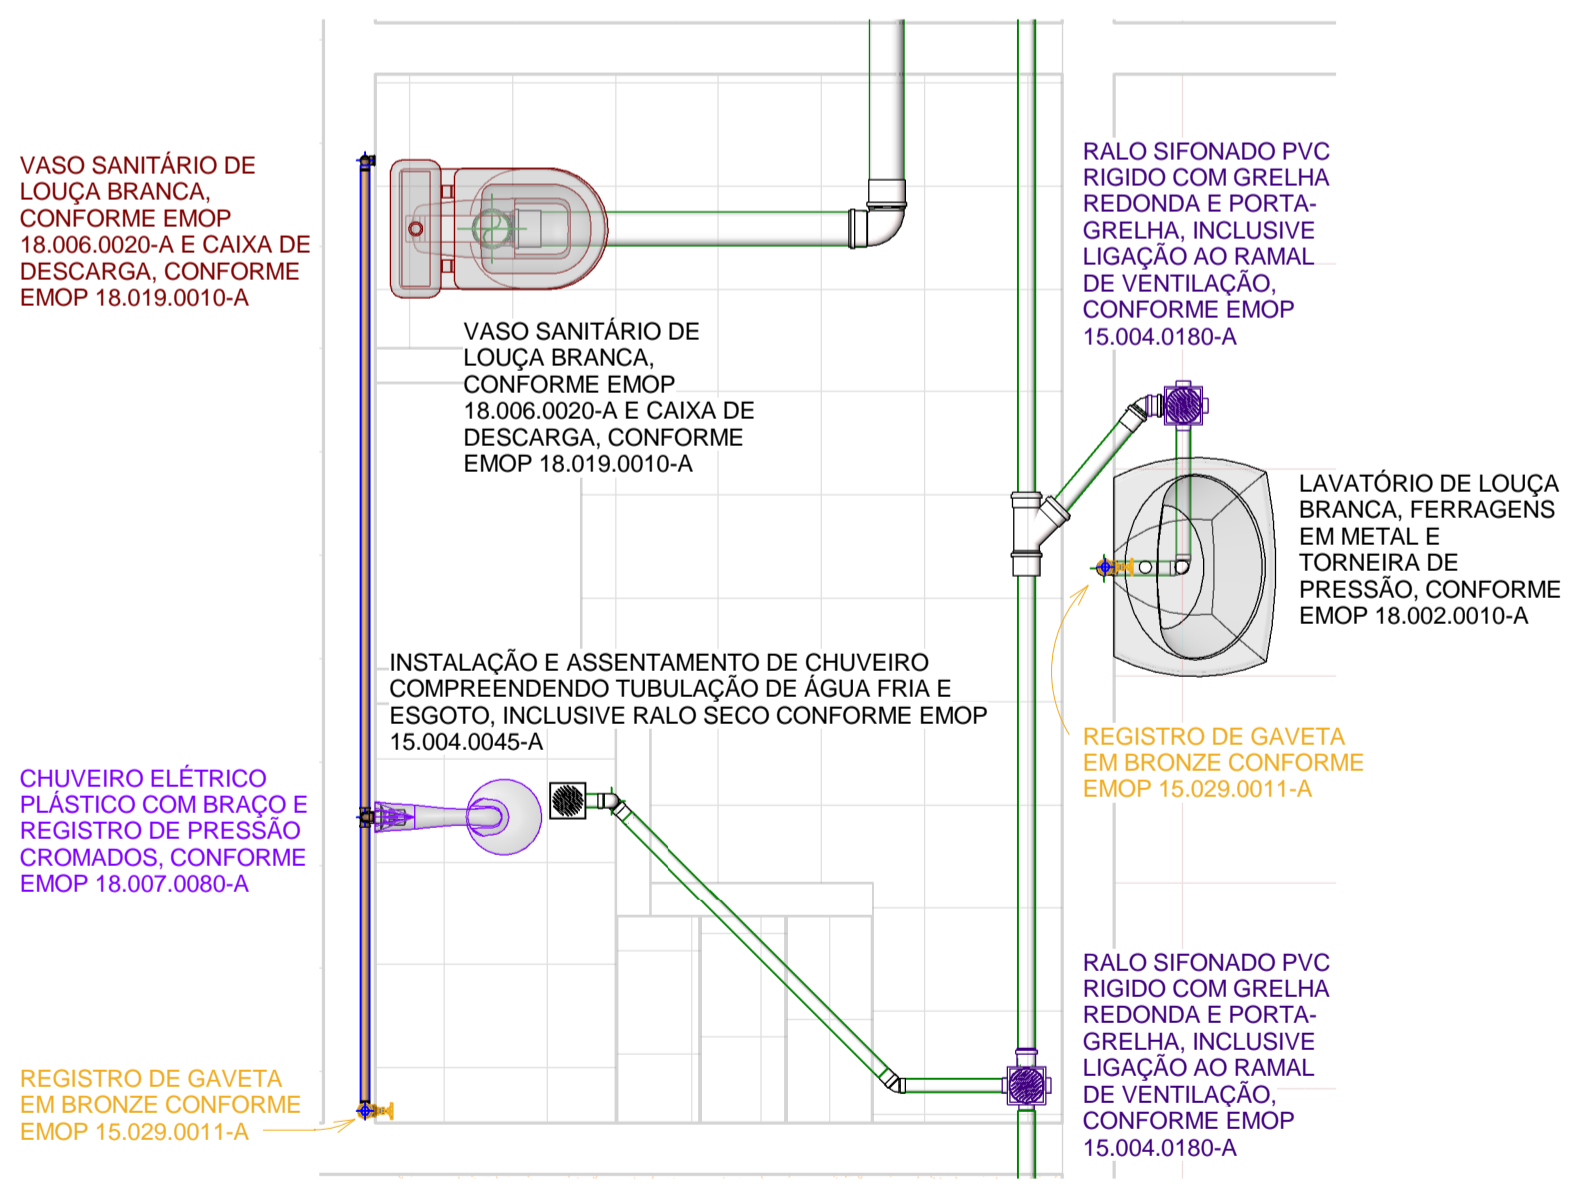 VASO SANITÁRIO DE
LOUÇA BRANCA,
CONFORME EMOP
18.006.0020-A E CAIXA DE
DESCARGA, CONFORME
EMOP 18.019.0010-A
RALO SIFONADO PVC
RIGIDO COM GRELHA
REDONDA E PORTA-
GRELHA, INCLUSIVE
LIGAÇÃO AO RAMAL
DE VENTILAÇÃO,
CONFORME EMOP
15.004.0180-A
VASO SANITÁRIO DE
LOUÇA BRANCA,
CONFORME EMOP
18.006.0020-A E CAIXA DE
DESCARGA, CONFORME
EMOP 18.019.0010-A
LAVATÓRIO DE LOUÇA
BRANCA, FERRAGENS
EM METAL E
TORNEIRA DE
PRESSÃO, CONFORME
EMOP 18.002.0010-A
INSTALAÇÃO E ASSENTAMENTO DE CHUVEIRO
COMPREENDENDO TUBULAÇÃO DE ÁGUA FRIA E
ESGOTO, INCLUSIVE RALO SECO CONFORME EMOP
15.004.0045-A
REGISTRO DE GAVETA
EM BRONZE CONFORME
EMOP 15.029.0011-A
CHUVEIRO ELÉTRICO
PLÁSTICO COM BRAÇO E
REGISTRO DE PRESSÃO
CROMADOS, CONFORME
EMOP 18.007.0080-A
RALO SIFONADO PVC
RIGIDO COM GRELHA
REDONDA E PORTA-
GRELHA, INCLUSIVE
LIGAÇÃO AO RAMAL
DE VENTILAÇÃO,
CONFORME EMOP
15.004.0180-A
REGISTRO DE GAVETA
EM BRONZE CONFORME
EMOP 15.029.0011-A